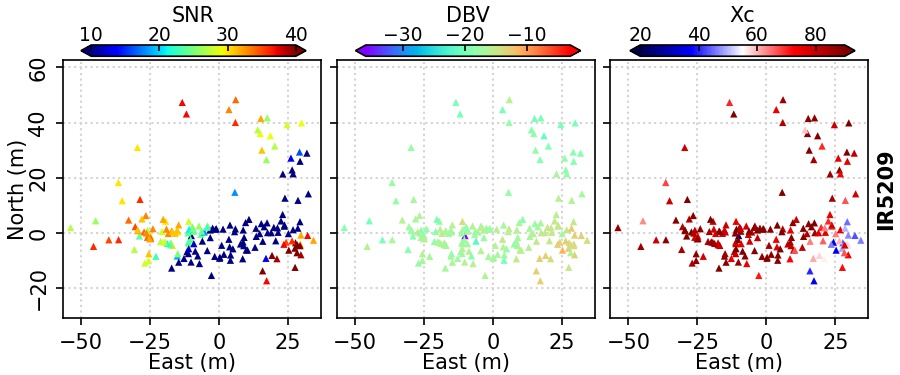 SNR DBV Xc
10 20 30 40 −30 −20 −10 20 40 60 80
60
40
20
0
−20
North (m)
IR5209
−50 −25 0 25 −50 −25 0 25 −50 −25 0 25
East (m) East (m) East (m)